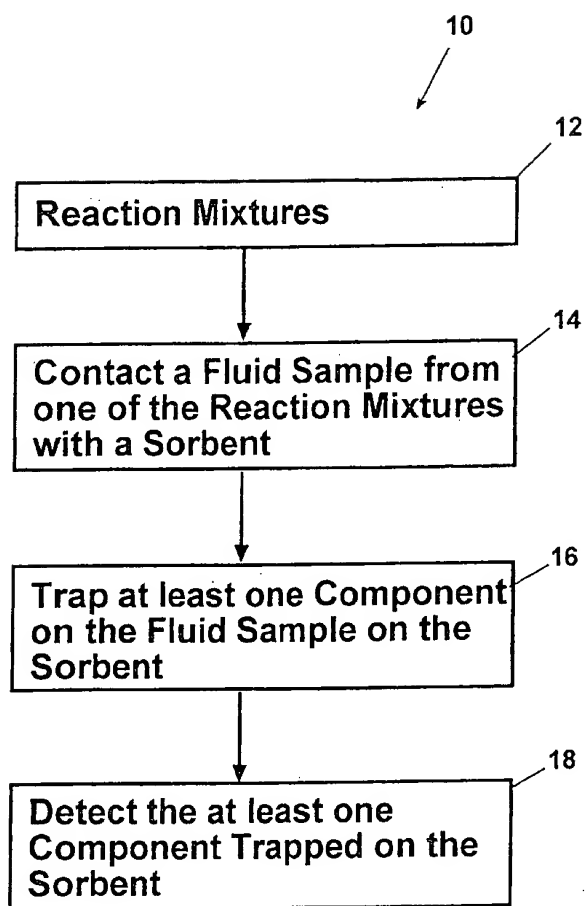 10
12
Reaction Mixtures
14
Contact a Fluid Sample from
one of the Reaction Mixtures
with a Sorbent
16
Trap at least one Component
on the Fluid Sample on the
Sorbent
18
Detect the at least one
Component Trapped on the
Sorbent